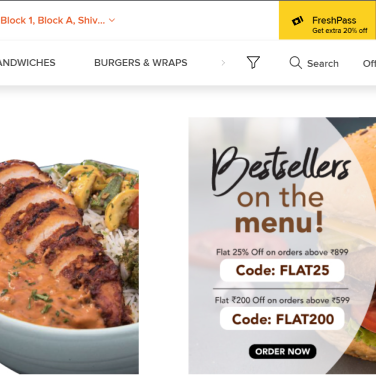 Block 1, Block A, Shiv...
FreshPass
Get extra 20% off
ANDWICHES
BURGERS & WRAPS
Search
Off
Bestsellers
on the
menu!
Flat 25% Off on orders above ₹899
Code: FLAT25
Flat ₹200 Off on orders above ₹599
Code: FLAT200
ORDER NOW